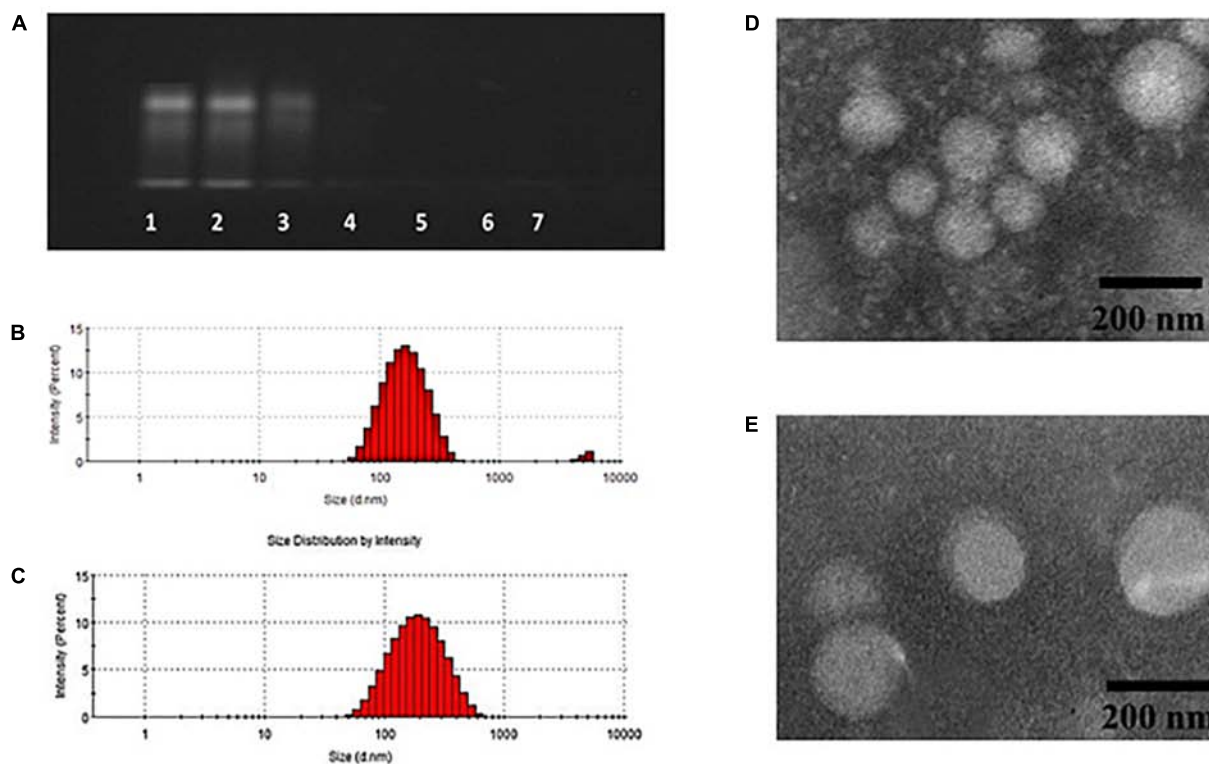 A
1 2 3 4 5 6 7
B
Intensity (Percent)
15
10
5
0
1 10 100 1000 10000
Size (d.nm)
Size Distribution by Intensity
C
Intensity (Percent)
15
10
5
0
1 10 100 1000 10000
Size (d.nm)
D
200 nm
E
200 nm